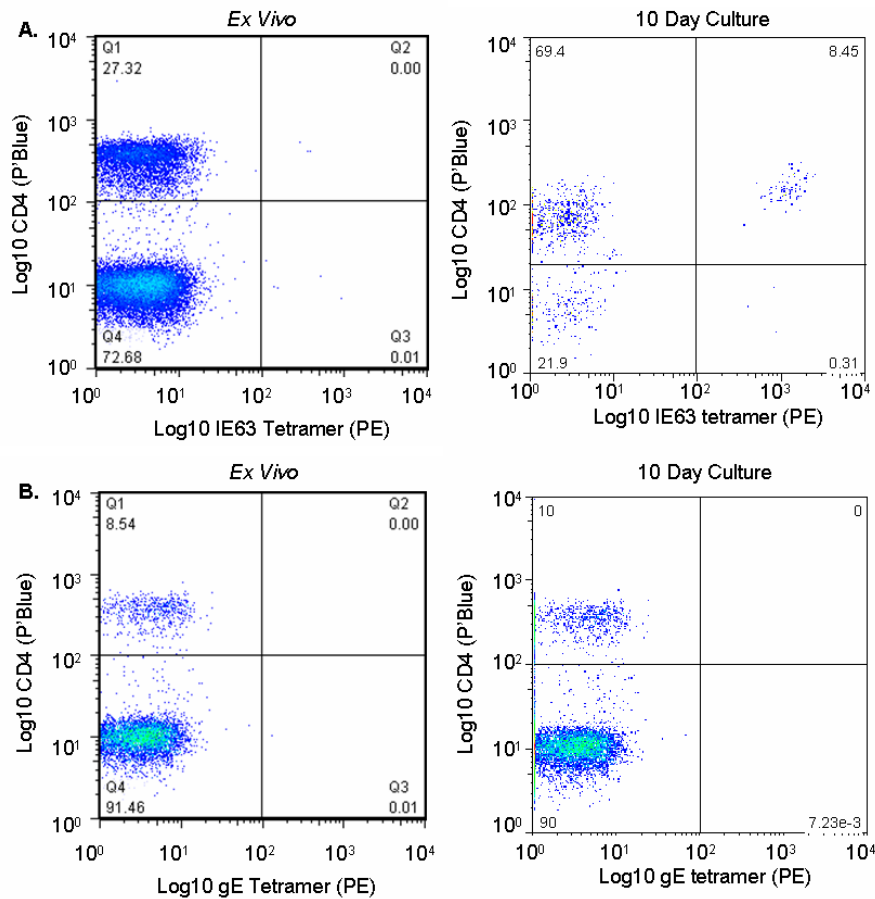 A.
Ex Vivo
10 Day Culture
Log10 CD4 (P'Blue)
10⁴
10³
10²
10¹
10⁰
Q1
27.32
Q2
0.00
Q4
72.68
Q3
0.01
10⁰ 10¹ 10² 10³ 10⁴
Log10 IE63 Tetramer (PE)
Log10 CD4 (P'Blue)
10⁴
10³
10²
10¹
10⁰
69.4
8.45
21.9
0.31
10⁰ 10¹ 10² 10³ 10⁴
Log10 IE63 tetramer (PE)
B.
Ex Vivo
10 Day Culture
Log10 CD4 (P'Blue)
10⁴
10³
10²
10¹
10⁰
Q1
8.54
Q2
0.00
Q4
91.46
Q3
0.01
10⁰ 10¹ 10² 10³ 10⁴
Log10 gE Tetramer (PE)
Log10 CD4 (P'Blue)
10⁴
10³
10²
10¹
10⁰
10
0
90
7.23e-3
10⁰ 10¹ 10² 10³ 10⁴
Log10 gE tetramer (PE)